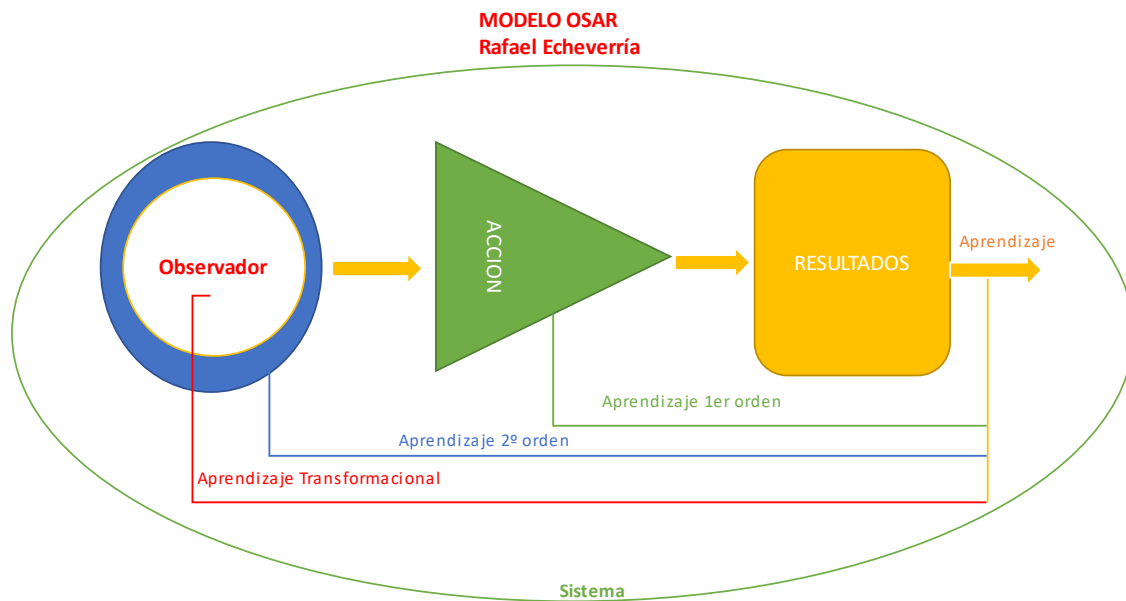 MODELO OSAR
Rafael Echeverría
Observador
ACCION
RESULTADOS
Aprendizaje
Aprendizaje 1er orden
Aprendizaje 2º orden
Aprendizaje Transformacional
Sistema